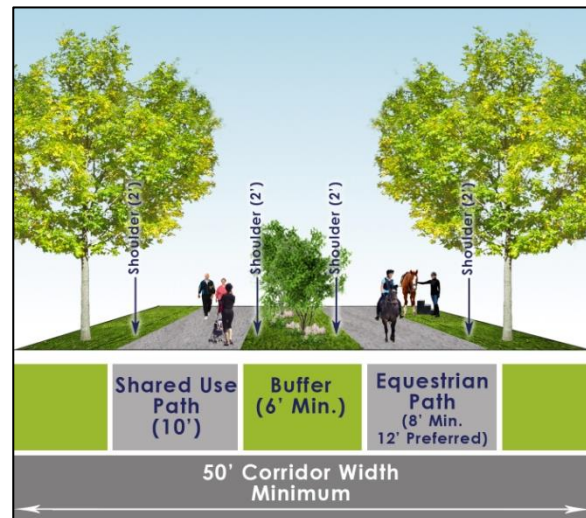 Shoulder (2')
Shoulder (2')
Shoulder (2')
Shoulder (2')
Shared Use
Path
(10')
Buffer
(6' Min.)
Equestrian
Path
(8' Min.
12' Preferred)
50' Corridor Width
Minimum